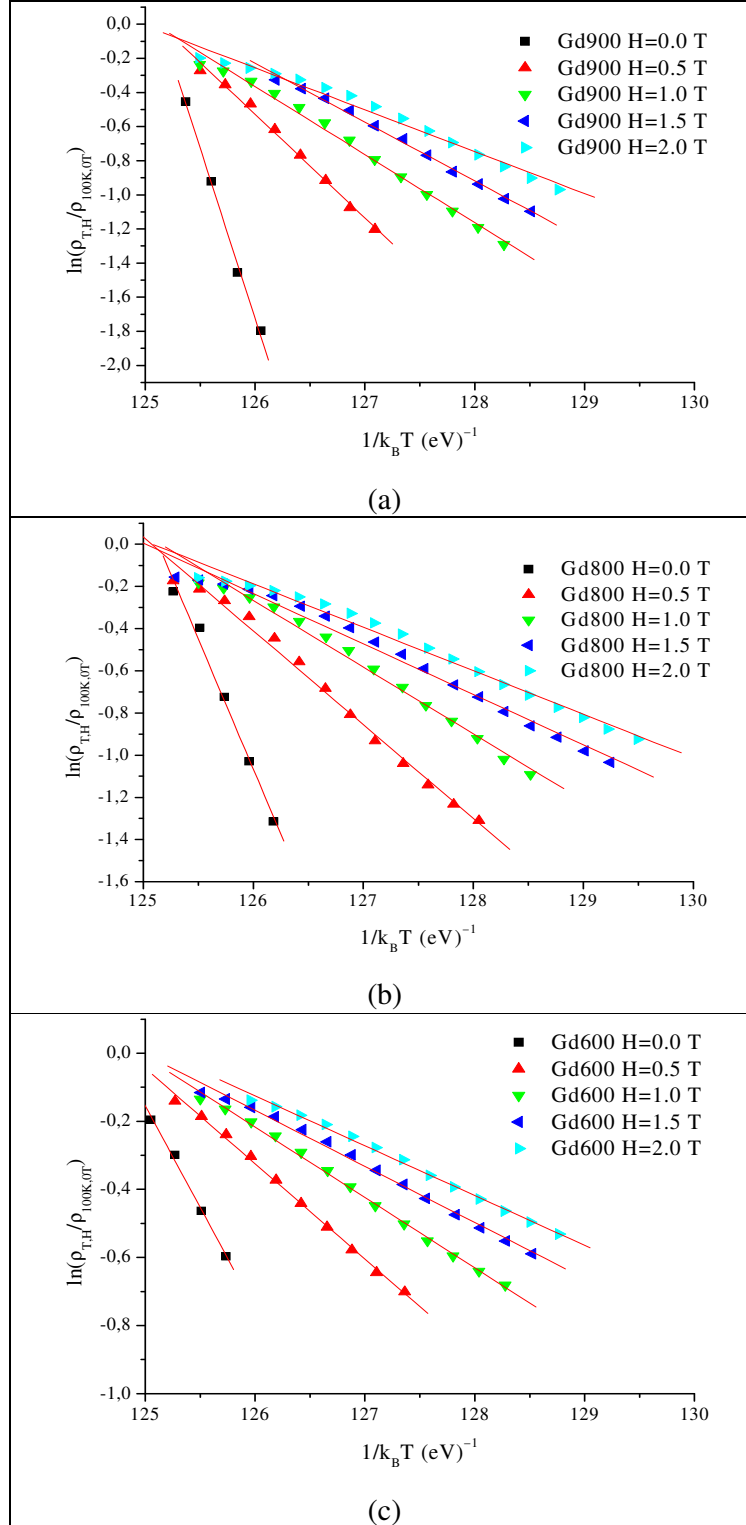 0,0
-0,2
-0,4
-0,6
-0,8
-1,0
-1,2
-1,4
-1,6
-1,8
-2,0
ln(ρT,H/ρ100K,0T)
Gd900 H=0.0 T
Gd900 H=0.5 T
Gd900 H=1.0 T
Gd900 H=1.5 T
Gd900 H=2.0 T
125 126 127 128 129 130
1/kBT (eV)⁻¹
(a)
0,0
-0,2
-0,4
-0,6
-0,8
-1,0
-1,2
-1,4
-1,6
ln(ρT,H/ρ100K,0T)
Gd800 H=0.0 T
Gd800 H=0.5 T
Gd800 H=1.0 T
Gd800 H=1.5 T
Gd800 H=2.0 T
125 126 127 128 129 130
1/kBT (eV)⁻¹
(b)
0,0
-0,2
-0,4
-0,6
-0,8
-1,0
ln(ρT,H/ρ100K,0T)
Gd600 H=0.0 T
Gd600 H=0.5 T
Gd600 H=1.0 T
Gd600 H=1.5 T
Gd600 H=2.0 T
125 126 127 128 129 130
1/kBT (eV)⁻¹
(c)